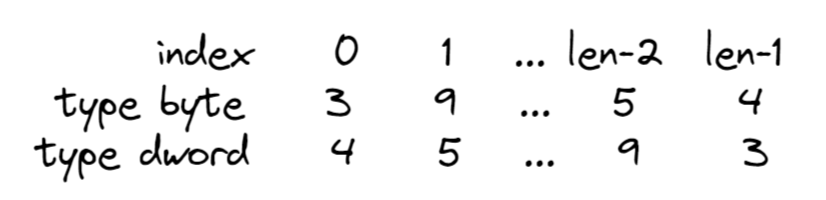 index 0 1 ... len-2 len-1
type byte 3 9 ... 5 4
type dword 4 5 ... 9 3